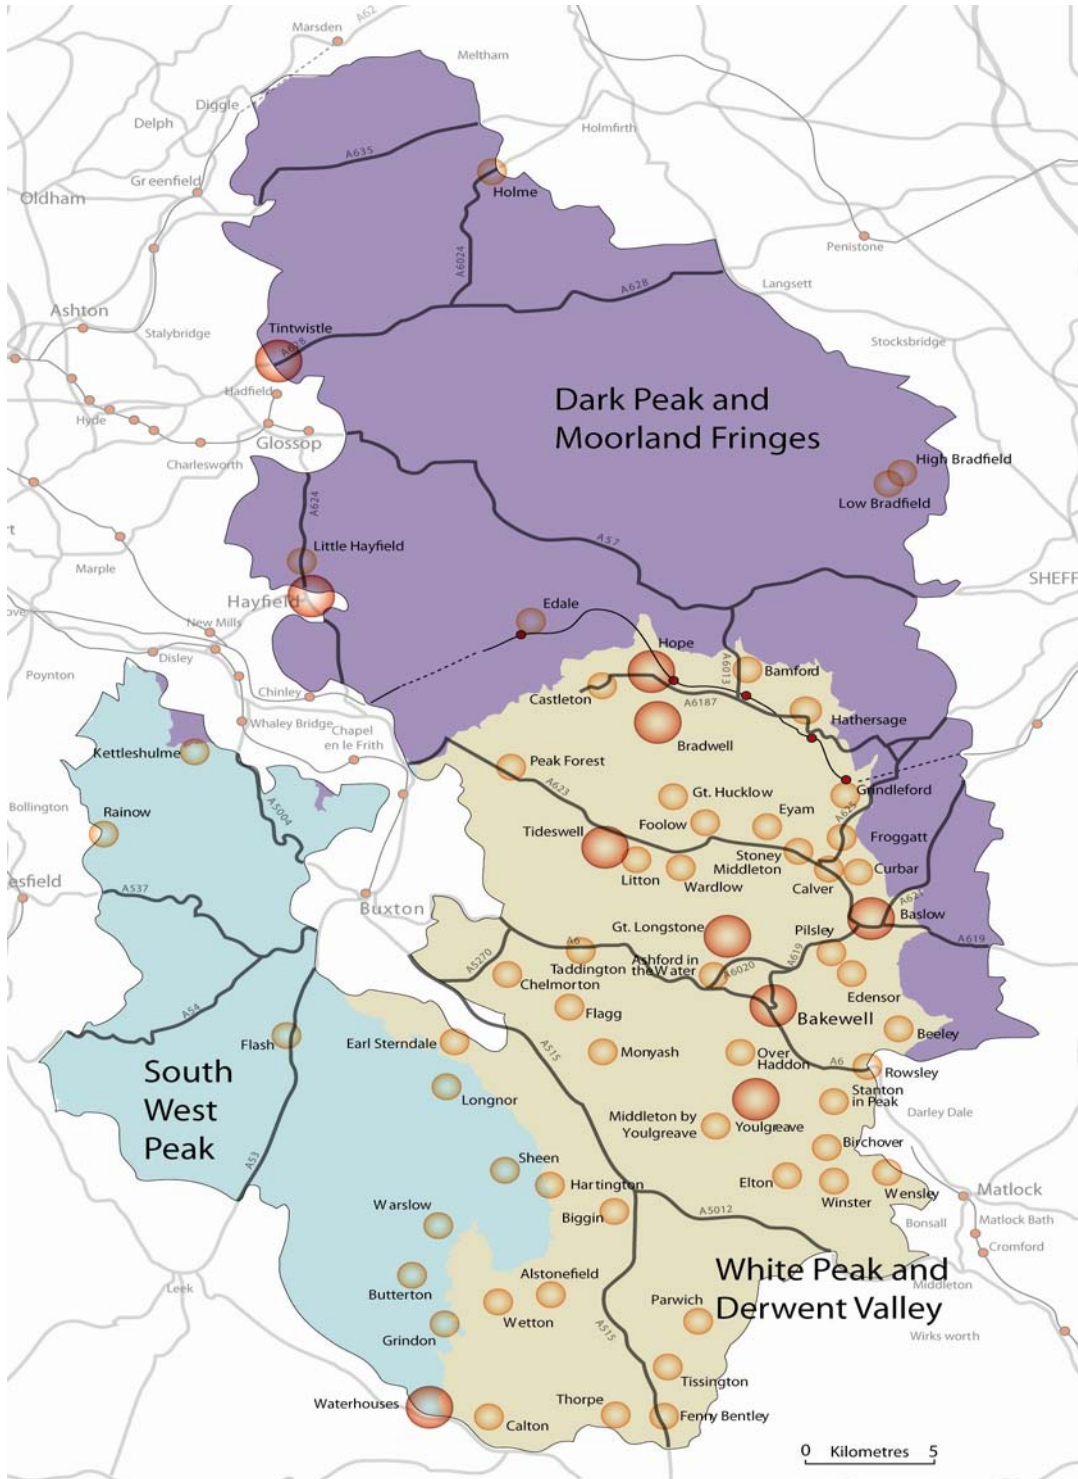 A62
Marsden
Meltham
Diggle
Delph
Holmfirth
A635
Greenfield
Holme
Oldham
Penistone
A6024
A628
Langsett
Ashton
Tintwistle
Stalybridge
A628
Stocksbridge
Hadfield
Dark Peak and
Moorland Fringes
Hyde
Glossop
Charlesworth
High Bradfield
Low Bradfield
A624
A57
Little Hayfield
Marple
SHEFF
Hayfield
Edale
New Mills
Hope
Disley
Poynton
A6013
Bamford
Chinley
Castleton
A6187
Hathersage
Whaley Bridge
Chapel
en le Frith
Bradwell
Kettleshulme
Peak Forest
A623
Gt. Hucklow
Grindleford
Bollington
A5004
Rainow
Eyam
A625
Foolow
Tideswell
Froggatt
Stoney
Middleton
Litton
Wardlow
Curbar
Calver
esfield
A537
Buxton
A621
Baslow
Gt. Longstone
Pilsley
A6
A619
A619
A5270
Taddington
Ashford in
the Water
A6020
Chelmorton
Edensor
A54
Flagg
Bakewell
Beeley
Flash
Earl Sterndale
A515
Monyash
Over
Haddon
A6
Rowsley
South
West
Peak
Longnor
Stanton
in Peak
Darley Dale
Middleton by
Youlgreave
Youlgreave
Birchover
A53
Sheen
Hartington
Elton
Winster
Wensley
Matlock
Warslow
Biggin
A5012
Bonsall
Matlock Bath
Cromford
Alstonefield
White Peak and
Derwent Valley
Leek
Butterton
Middleton
Parwich
Wetton
A515
Grindon
Wirks worth
Tissington
Waterhouses
Thorpe
Calton
Fenny Bentley
0 Kilometres 5